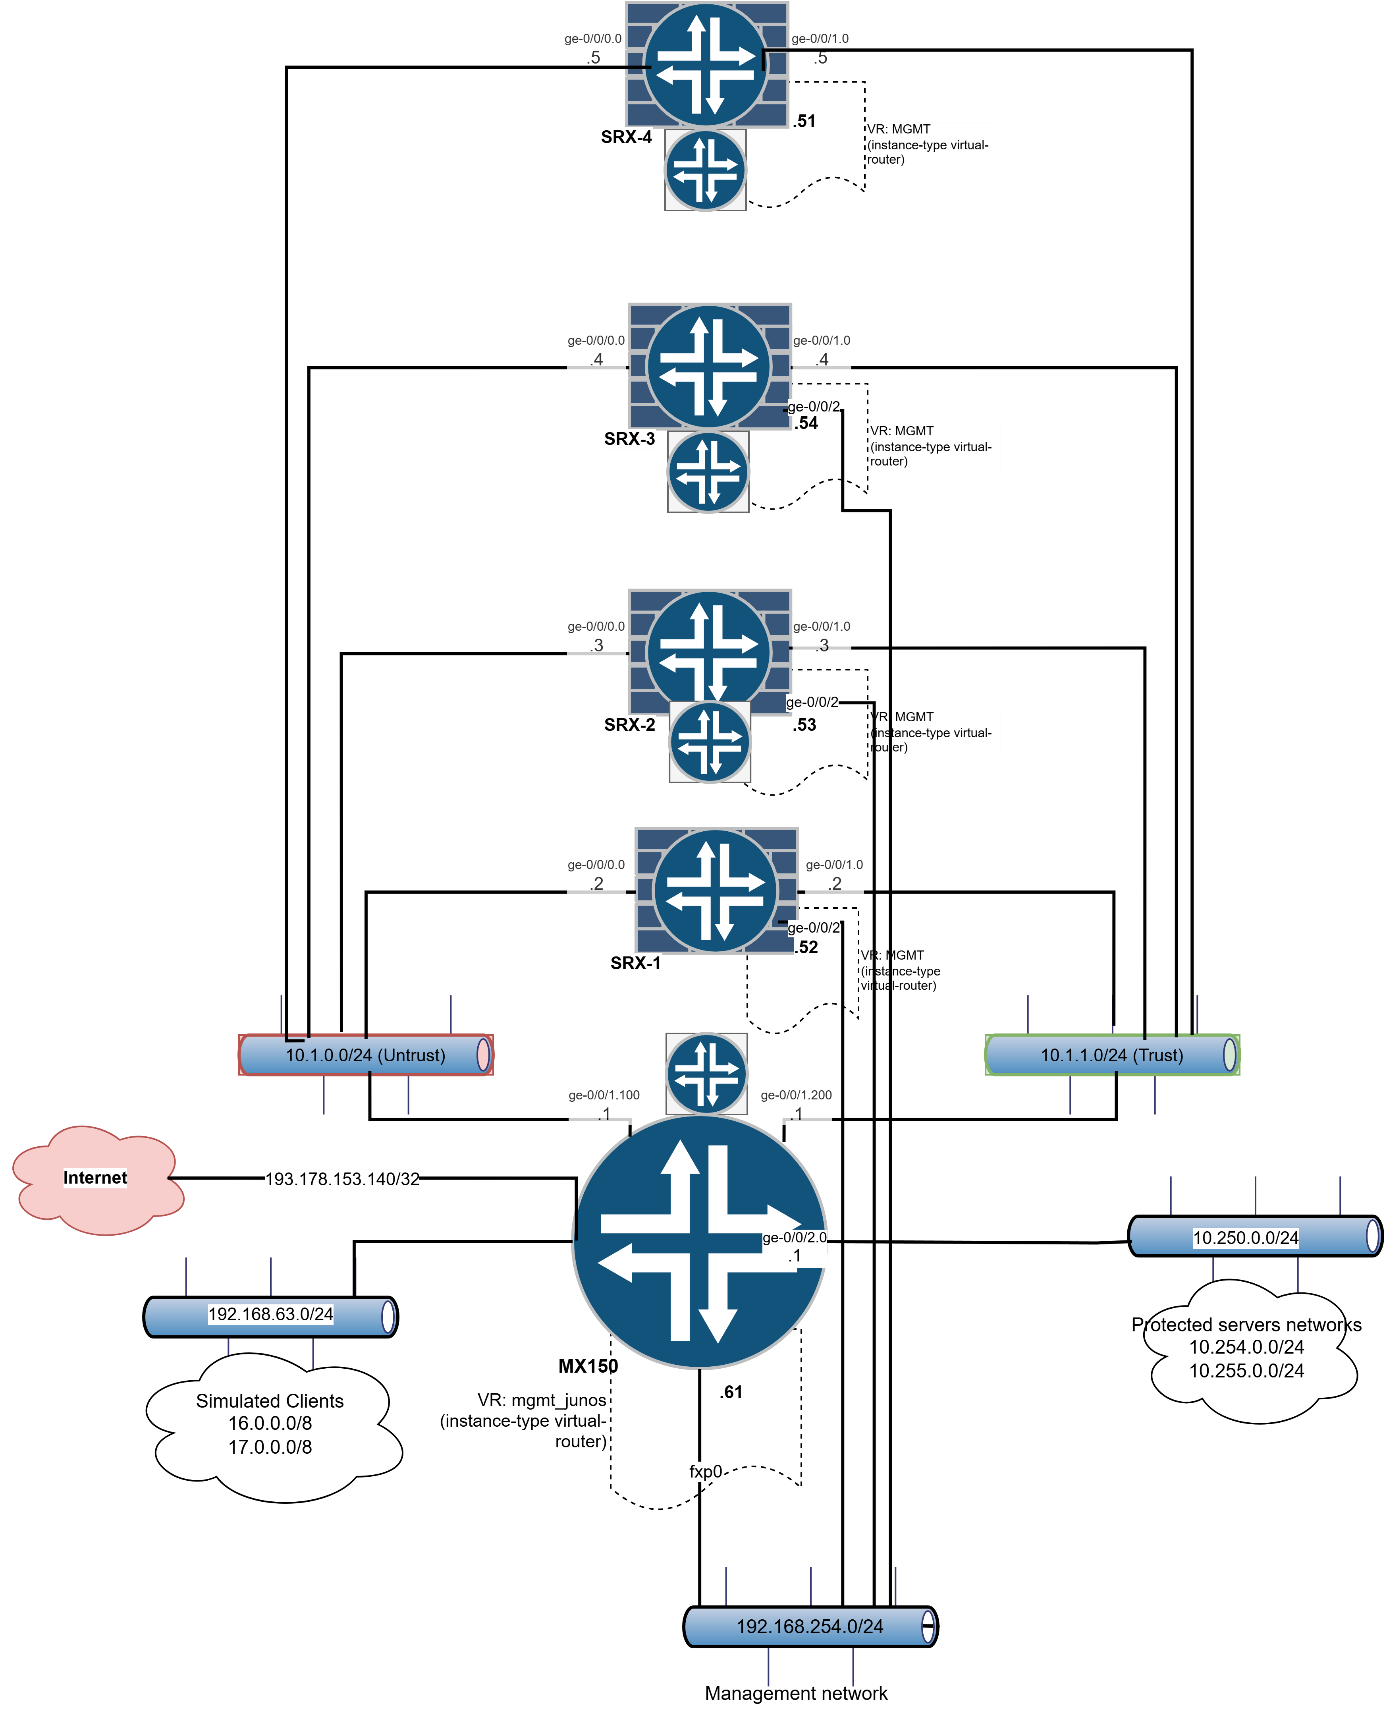 ge-0/0/0.0
.5
ge-0/0/1.0
.5
.51
SRX-4
VR: MGMT
(instance-type virtual-
router)
ge-0/0/0.0
.4
ge-0/0/1.0
.4
ge-0/0/2
.54
SRX-3
VR: MGMT
(instance-type virtual-
router)
ge-0/0/0.0
.3
ge-0/0/1.0
.3
ge-0/0/2
.53
SRX-2
VR: MGMT
(instance-type virtual-
router)
ge-0/0/0.0
.2
ge-0/0/1.0
.2
ge-0/0/2
.52
SRX-1
VR: MGMT
(instance-type
virtual-router)
10.1.0.0/24 (Untrust)
10.1.1.0/24 (Trust)
ge-0/0/1.100
.1
ge-0/0/1.200
.1
Internet
193.178.153.140/32
ge-0/0/2.0
.1
10.250.0.0/24
192.168.63.0/24
Protected servers networks
10.254.0.0/24
10.255.0.0/24
MX150
.61
Simulated Clients
16.0.0.0/8
17.0.0.0/8
VR: mgmt_junos
(instance-type virtual-
router)
fxp0
192.168.254.0/24
Management network